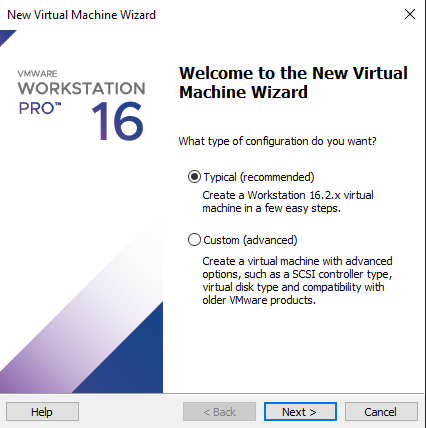 New Virtual Machine Wizard
VMWARE
WORKSTATION
PRO™ 16
Welcome to the New Virtual
Machine Wizard
What type of configuration do you want?
Typical (recommended)
Create a Workstation 16.2.x virtual
machine in a few easy steps.
Custom (advanced)
Create a virtual machine with advanced
options, such as a SCSI controller type,
virtual disk type and compatibility with
older VMware products.
Help
< Back
Next >
Cancel